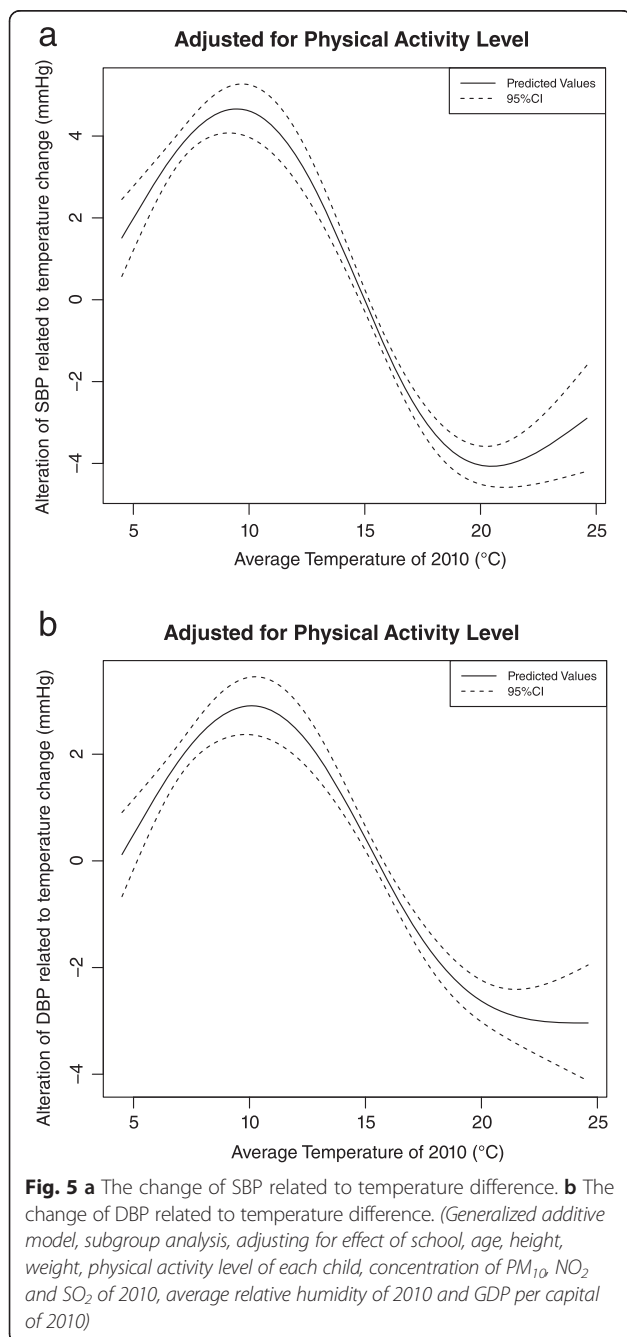 a
Adjusted for Physical Activity Level
Predicted Values
95%CI
Alteration of SBP related to temperature change (mmHg)
4
2
0
−2
−4
5 10 15 20 25
Average Temperature of 2010 (°C)
b
Adjusted for Physical Activity Level
Predicted Values
95%CI
Alteration of DBP related to temperature change (mmHg)
2
0
−2
−4
5 10 15 20 25
Average Temperature of 2010 (°C)
Fig. 5 a The change of SBP related to temperature difference. b The
change of DBP related to temperature difference. (Generalized additive
model, subgroup analysis, adjusting for effect of school, age, height,
weight, physical activity level of each child, concentration of PM10, NO2
and SO2 of 2010, average relative humidity of 2010 and GDP per capital
of 2010)